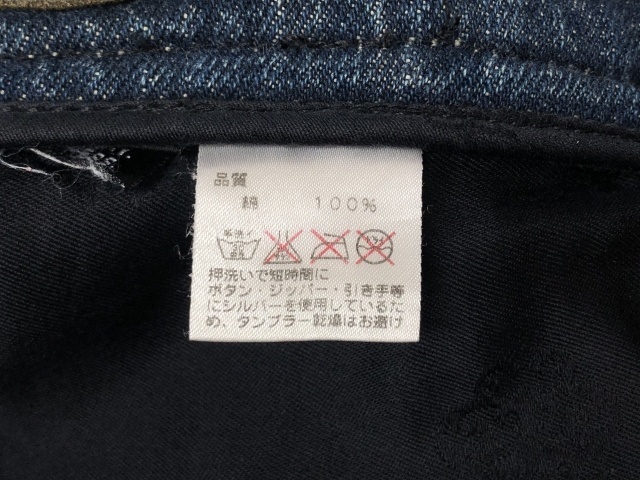 品質
綿 100%
手洗イ
押洗いで短時間に
ボタン・ジッパー・引き手等
にシルバーを使用しているた
め、タンブラー乾燥はお避け